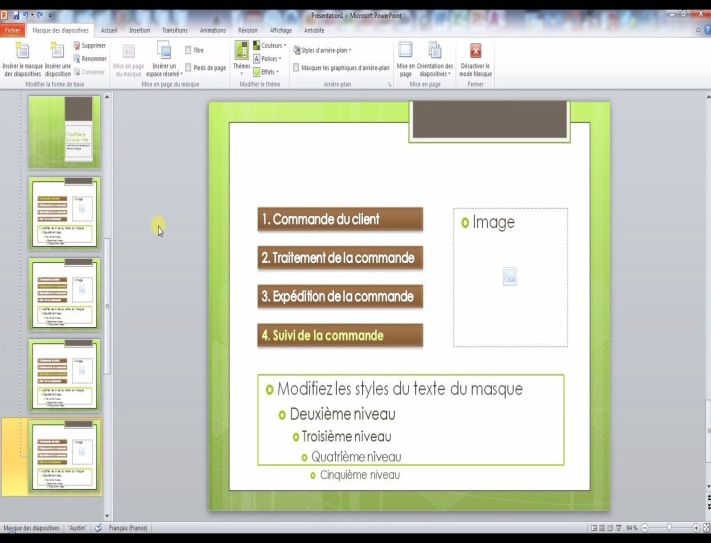 Présentation1 - Microsoft PowerPoint
Fichier Masque des diapositives Accueil Insertion Transitions Animations Révision Affichage Antidote
Insérer le masque des diapositives
Insérer une disposition
Supprimer
Renommer
Conserver
Modifier la forme de base
Mise en page du masque
Insérer un espace réservé
Titre
Pieds de page
Mise en page du masque
Thèmes
Couleurs
Polices
Effets
Modifier le thème
Styles d'arrière-plan
Masquer les graphiques d'arrière-plan
Arrière-plan
Mise en page
Orientation des diapositives
Mise en page
Désactiver le mode Masque
Fermer
1. Commande du client
2. Traitement de la commande
3. Expédition de la commande
4. Suivi de la commande
Image
Modifiez les styles du texte du masque
Deuxième niveau
Troisième niveau
Quatrième niveau
Cinquième niveau
Masque des diapositives "Austin" Français (France) 94 %